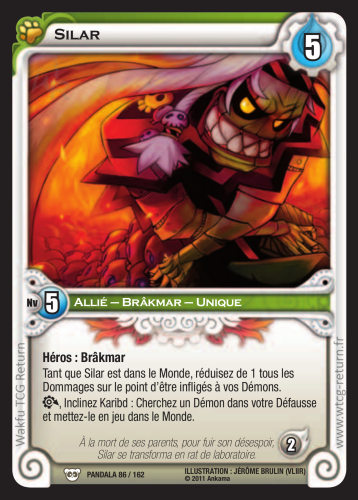 Silar
5
Nv 5 Allié – Brâkmar – Unique
Héros : Brâkmar
Tant que Silar est dans le Monde, réduisez de 1 tous les
Dommages sur le point d'être infligés à vos Démons.
, Inclinez Karibd : Cherchez un Démon dans votre Défausse
et mettez-le en jeu dans le Monde.
À la mort de ses parents, pour fuir son désespoir,
Silar se transforma en rat de laboratoire.
2
PANDALA 86 / 162
ILLUSTRATION : JÉRÔME BRULIN (VLIIR)
© 2011 Ankama
Wakfu TCG Return
www.wtcg-return.fr